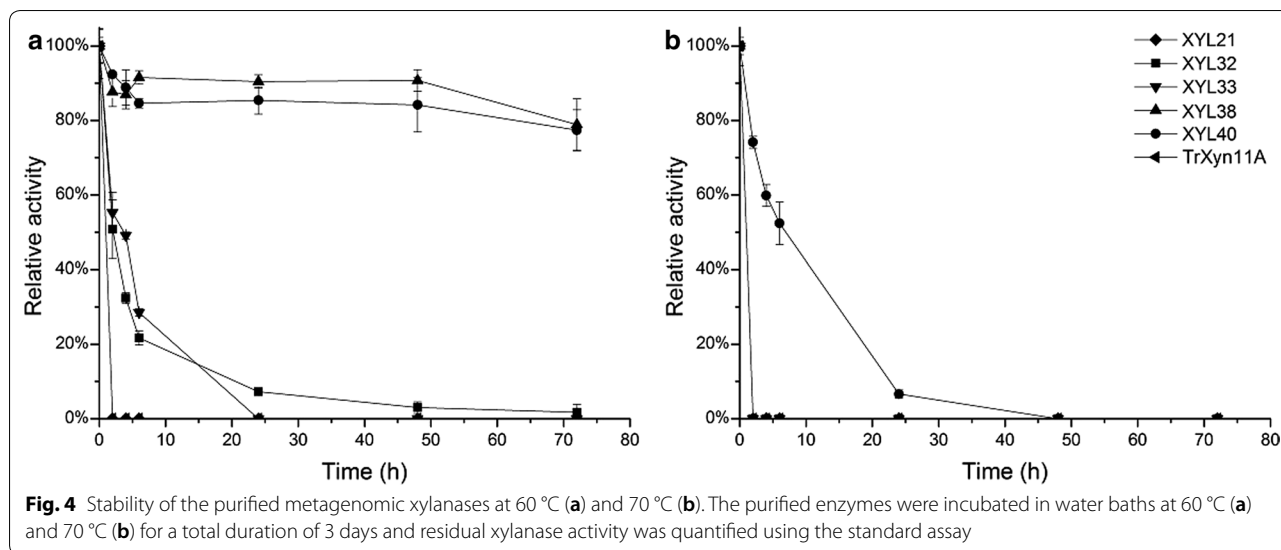 a
100%
80%
60%
40%
20%
0%
Relative activity
0 10 20 30 40 50 60 70 80
Time (h)
b
100%
80%
60%
40%
20%
0%
Relative activity
0 10 20 30 40 50 60 70 80
Time (h)
XYL21
XYL32
XYL33
XYL38
XYL40
TrXyn11A
Fig. 4 Stability of the purified metagenomic xylanases at 60 °C (a) and 70 °C (b). The purified enzymes were incubated in water baths at 60 °C (a)
and 70 °C (b) for a total duration of 3 days and residual xylanase activity was quantified using the standard assay